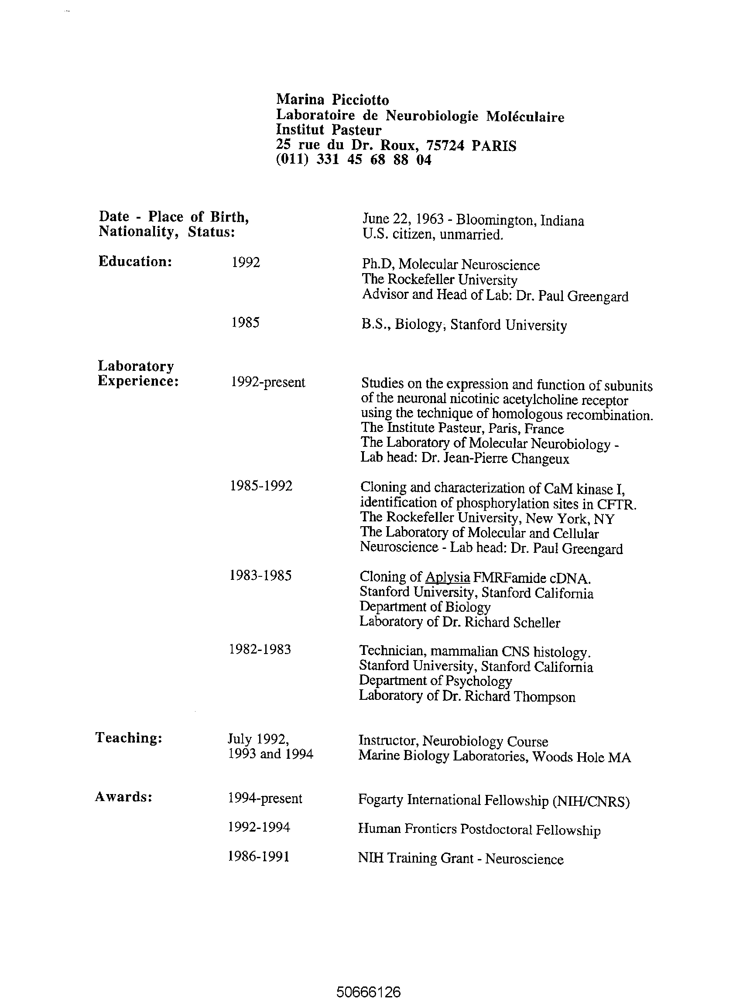 Marina Picciotto
Laboratoire de Neurobiologie Moléculaire
Institut Pasteur
25 rue du Dr. Roux, 75724 PARIS
(011) 331 45 68 88 04
Date - Place of Birth,
Nationality, Status:
June 22, 1963 - Bloomington, Indiana
U.S. citizen, unmarried.
Education: 1992 Ph.D, Molecular Neuroscience
The Rockefeller University
Advisor and Head of Lab: Dr. Paul Greengard
1985 B.S., Biology, Stanford University
Laboratory
Experience: 1992-present Studies on the expression and function of subunits
of the neuronal nicotinic acetylcholine receptor
using the technique of homologous recombination.
The Institute Pasteur, Paris, France
The Laboratory of Molecular Neurobiology -
Lab head: Dr. Jean-Pierre Changeux
1985-1992 Cloning and characterization of CaM kinase I,
identification of phosphorylation sites in CFTR.
The Rockefeller University, New York, NY
The Laboratory of Molecular and Cellular
Neuroscience - Lab head: Dr. Paul Greengard
1983-1985 Cloning of Aplysia FMRFamide cDNA.
Stanford University, Stanford California
Department of Biology
Laboratory of Dr. Richard Scheller
1982-1983 Technician, mammalian CNS histology.
Stanford University, Stanford California
Department of Psychology
Laboratory of Dr. Richard Thompson
Teaching: July 1992, Instructor, Neurobiology Course
1993 and 1994 Marine Biology Laboratories, Woods Hole MA
Awards: 1994-present Fogarty International Fellowship (NIH/CNRS)
1992-1994 Human Frontiers Postdoctoral Fellowship
1986-1991 NIH Training Grant - Neuroscience
50666126